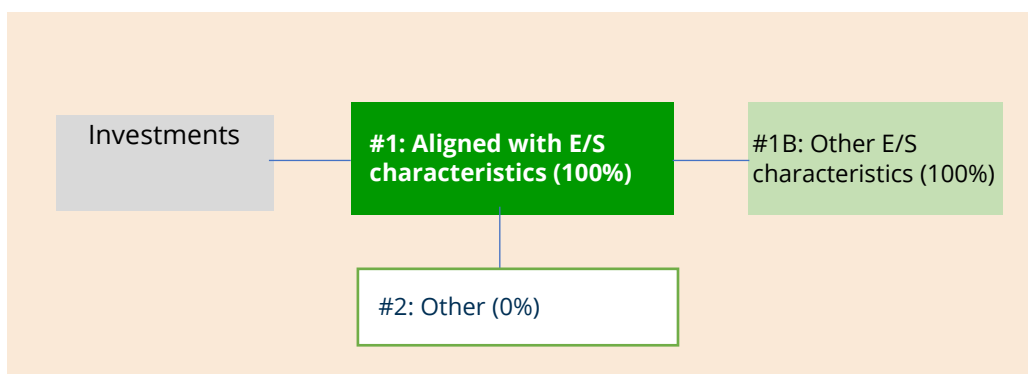 Investments
#1: Aligned with E/S
characteristics (100%)
#1B: Other E/S
characteristics (100%)
#2: Other (0%)